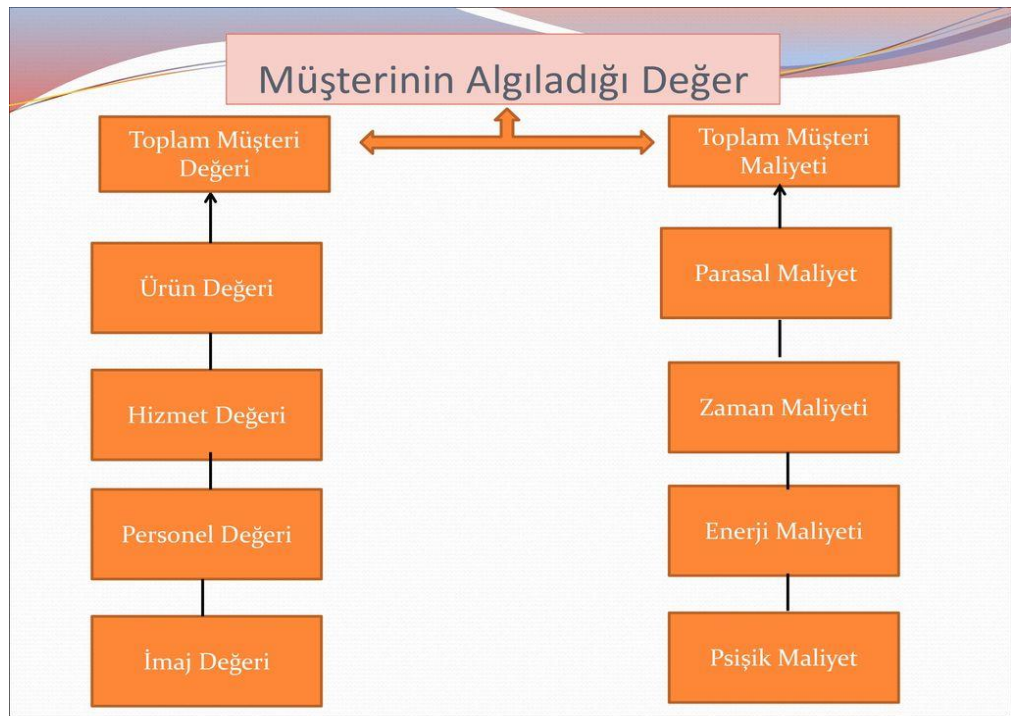 Müşterinin Algıladığı Değer
Toplam Müşteri
Değeri
Ürün Değeri
Hizmet Değeri
Personel Değeri
İmaj Değeri
Toplam Müşteri
Maliyeti
Parasal Maliyet
Zaman Maliyeti
Enerji Maliyeti
Psişik Maliyet